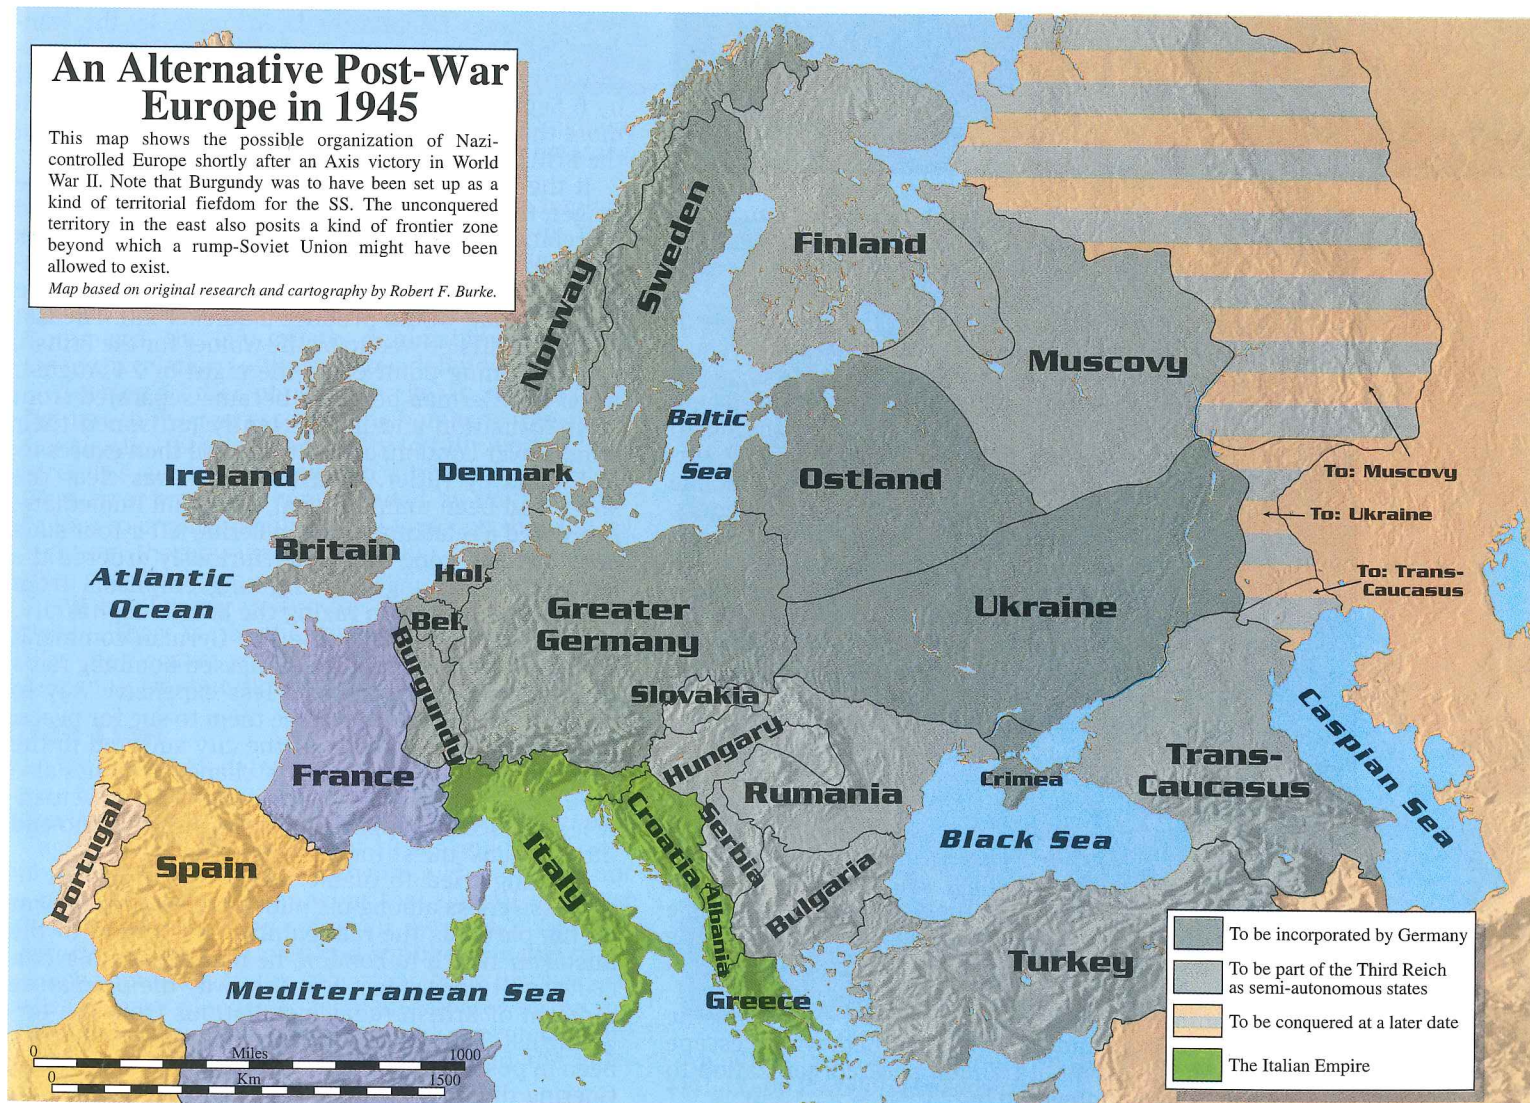 An Alternative Post-War
Europe in 1945
This map shows the possible organization of Nazi-
controlled Europe shortly after an Axis victory in World
War II. Note that Burgundy was to have been set up as a
kind of territorial fiefdom for the SS. The unconquered
territory in the east also posits a kind of frontier zone
beyond which a rump-Soviet Union might have been
allowed to exist.
Map based on original research and cartography by Robert F. Burke.
Norway
Sweden
Finland
Muscovy
Baltic
Sea
Ireland
Denmark
Ostland
To: Muscovy
To: Ukraine
Britain
Hol.
Atlantic
Ocean
To: Trans-
Caucasus
Bel.
Greater
Germany
Ukraine
Burgundy
Slovakia
Hungary
France
Rumania
Crimea
Trans-
Caucasus
Caspian Sea
Portugal
Spain
Italy
Croatia
Serbia
Black Sea
Bulgaria
Albania
Turkey
Mediterranean Sea
Greece
To be incorporated by Germany
To be part of the Third Reich
as semi-autonomous states
To be conquered at a later date
The Italian Empire
0 Miles 1000
0 Km 1500